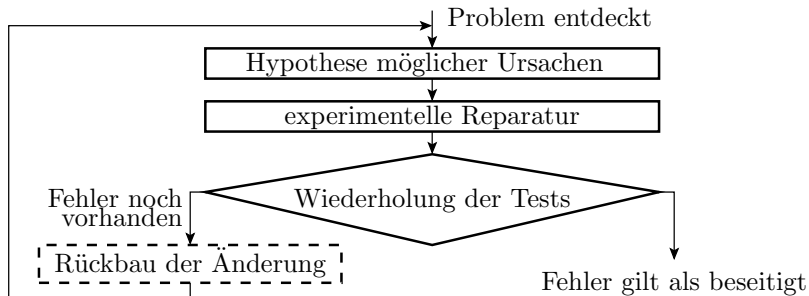 Problem entdeckt
Hypothese möglicher Ursachen
experimentelle Reparatur
Wiederholung der Tests
Fehler noch
vorhanden
Rückbau der Änderung
Fehler gilt als beseitigt